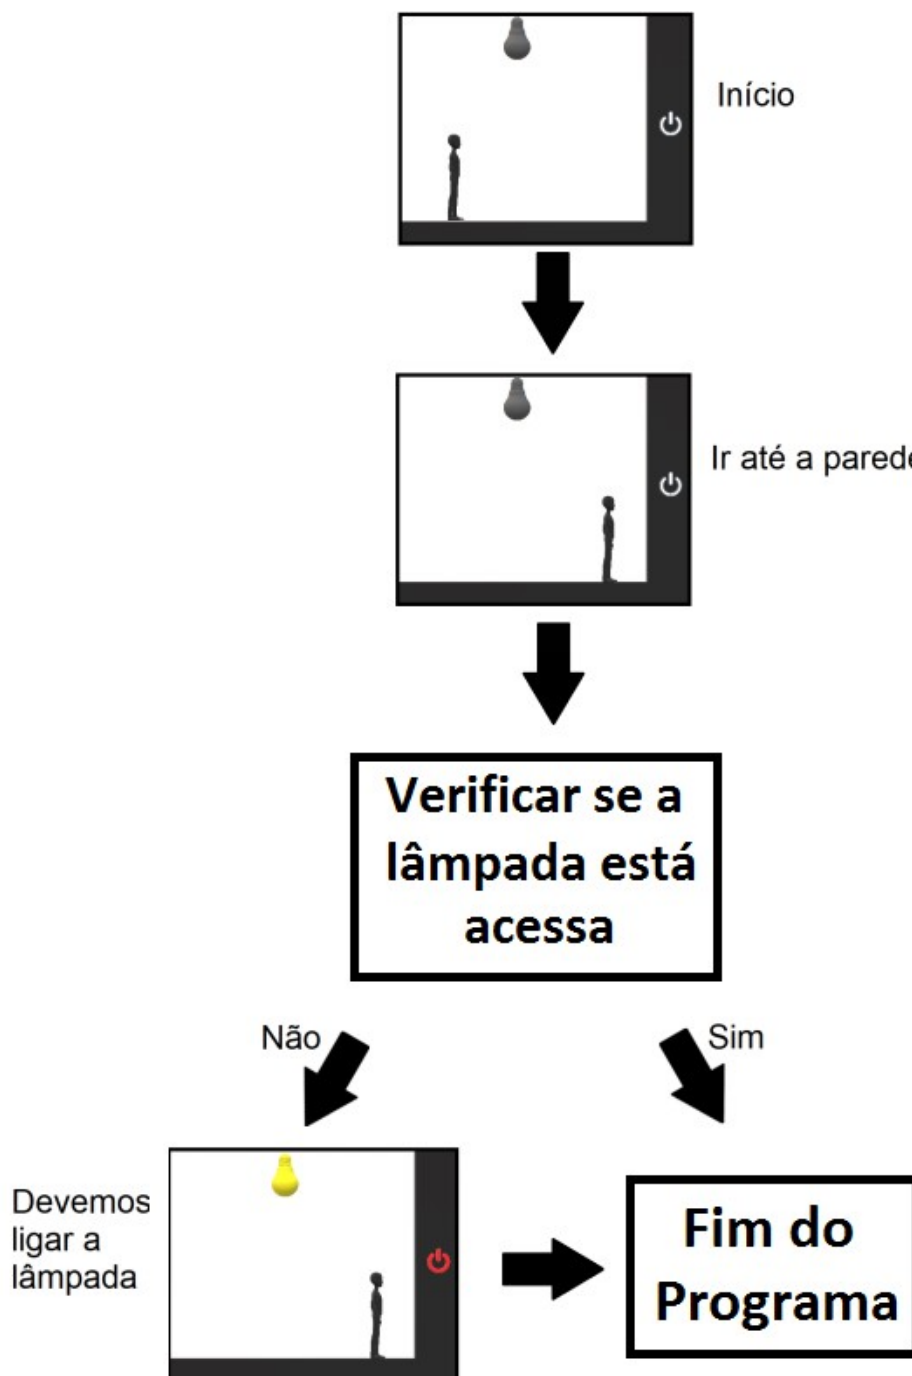 Início
Ir até a parede
Verificar se a
lâmpada está
acessa
Não
Sim
Devemos
ligar a
lâmpada
Fim do
Programa